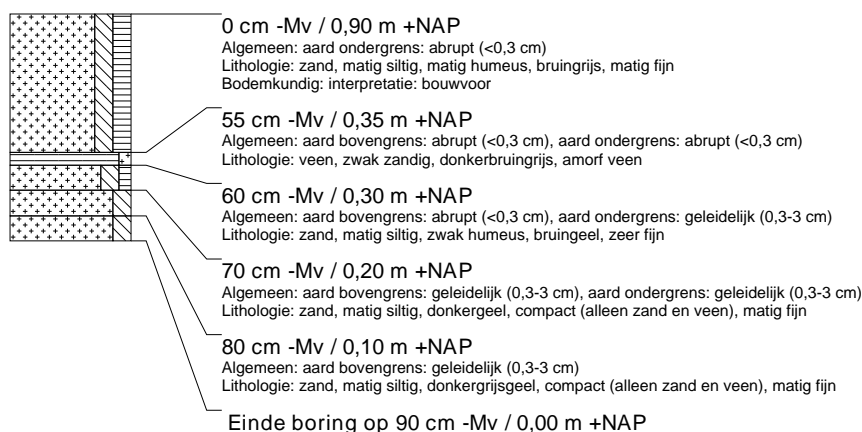 0 cm -Mv / 0,90 m +NAP
Algemeen: aard ondergrens: abrupt (<0,3 cm)
Lithologie: zand, matig siltig, matig humeus, bruingrijs, matig fijn
Bodemkundig: interpretatie: bouwvoor
55 cm -Mv / 0,35 m +NAP
Algemeen: aard bovengrens: abrupt (<0,3 cm), aard ondergrens: abrupt (<0,3 cm)
Lithologie: veen, zwak zandig, donkerbruingrijs, amorf veen
60 cm -Mv / 0,30 m +NAP
Algemeen: aard bovengrens: abrupt (<0,3 cm), aard ondergrens: geleidelijk (0,3-3 cm)
Lithologie: zand, matig siltig, zwak humeus, bruingeel, zeer fijn
70 cm -Mv / 0,20 m +NAP
Algemeen: aard bovengrens: geleidelijk (0,3-3 cm), aard ondergrens: geleidelijk (0,3-3 cm)
Lithologie: zand, matig siltig, donkergeel, compact (alleen zand en veen), matig fijn
80 cm -Mv / 0,10 m +NAP
Algemeen: aard bovengrens: geleidelijk (0,3-3 cm)
Lithologie: zand, matig siltig, donkergrijsgeel, compact (alleen zand en veen), matig fijn
Einde boring op 90 cm -Mv / 0,00 m +NAP